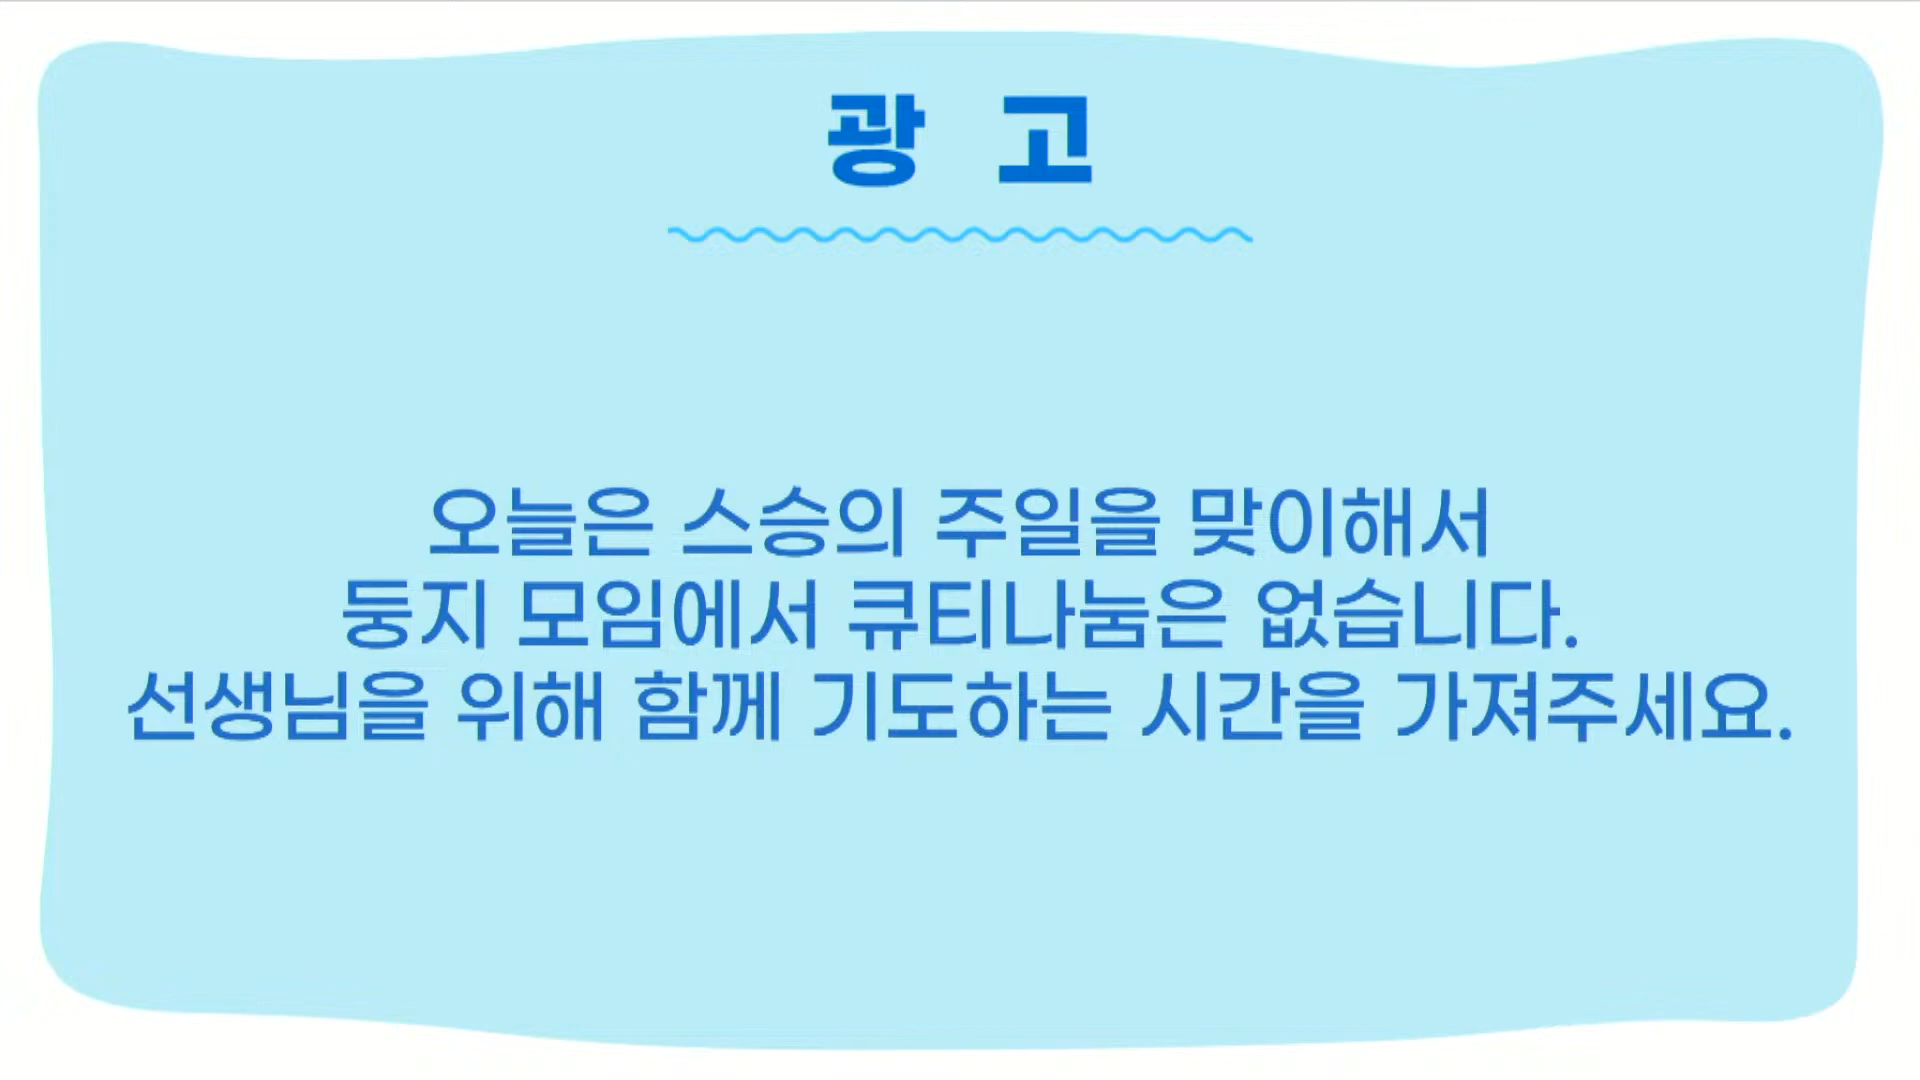 광 고
오늘은 스승의 주일을 맞이해서
둥지 모임에서 큐티나눔은 없습니다.
선생님을 위해 함께 기도하는 시간을 가져주세요.